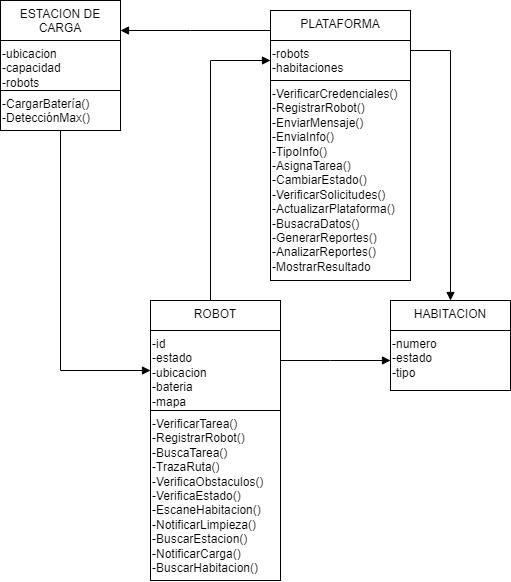 ESTACION DE
CARGA
-ubicacion
-capacidad
-robots
-CargarBatería()
-DetecciónMax()
PLATAFORMA
-robots
-habitaciones
-VerificarCredenciales()
-RegistrarRobot()
-EnviarMensaje()
-EnviaInfo()
-TipoInfo()
-AsignaTarea()
-CambiarEstado()
-VerificarSolicitudes()
-ActualizarPlataforma()
-BusacraDatos()
-GenerarReportes()
-AnalizarReportes()
-MostrarResultado
ROBOT
-id
-estado
-ubicacion
-bateria
-mapa
-VerificarTarea()
-RegistrarRobot()
-BuscaTarea()
-TrazaRuta()
-VerificaObstaculos()
-VerificaEstado()
-EscaneHabitacion()
-NotificarLimpieza()
-BuscarEstacion()
-NotificarCarga()
-BuscarHabitacion()
HABITACION
-numero
-estado
-tipo